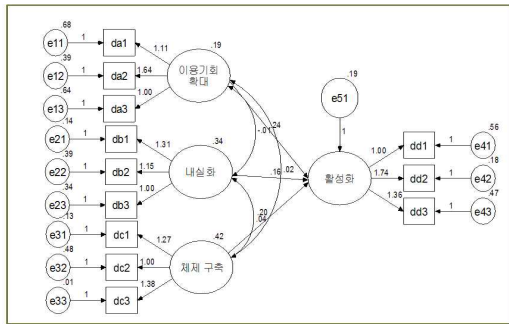 .68
e11 1 da1 1.11 .19
.39
e12 1 da2 1.64 이용기회
확대
.64
e13 1 da3 1.00
.14
e21 1 db1 1.31 .34
.39
e22 1 db2 1.15 내실화
.34
e23 1 db3 1.00
.13
e31 1 dc1 1.27 .42
.48
e32 1 dc2 1.00 체제 구축
.01
e33 1 dc3 1.38
-.01
.24
.16
.02
.20
.04
.19
e51
1
활성화
.56
1.00 dd1 1 e41
.18
1.74 dd2 1 e42
.47
1.36 dd3 1 e43